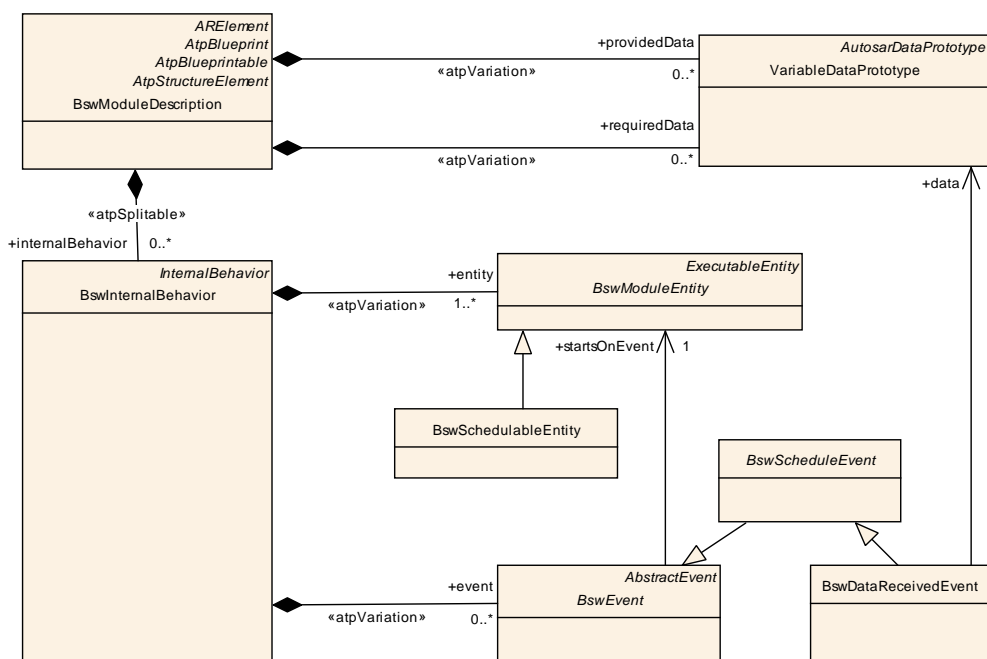 ARElement
AtpBlueprint
AtpBlueprintable
AtpStructureElement
BswModuleDescription
+providedData
«atpVariation»
0..*
AutosarDataPrototype
VariableDataPrototype
+requiredData
«atpVariation»
0..*
+data
«atpSplitable»
+internalBehavior
0..*
InternalBehavior
BswInternalBehavior
+entity
«atpVariation»
1..*
ExecutableEntity
BswModuleEntity
+startsOnEvent
1
BswSchedulableEntity
BswScheduleEvent
+event
«atpVariation»
0..*
AbstractEvent
BswEvent
BswDataReceivedEvent